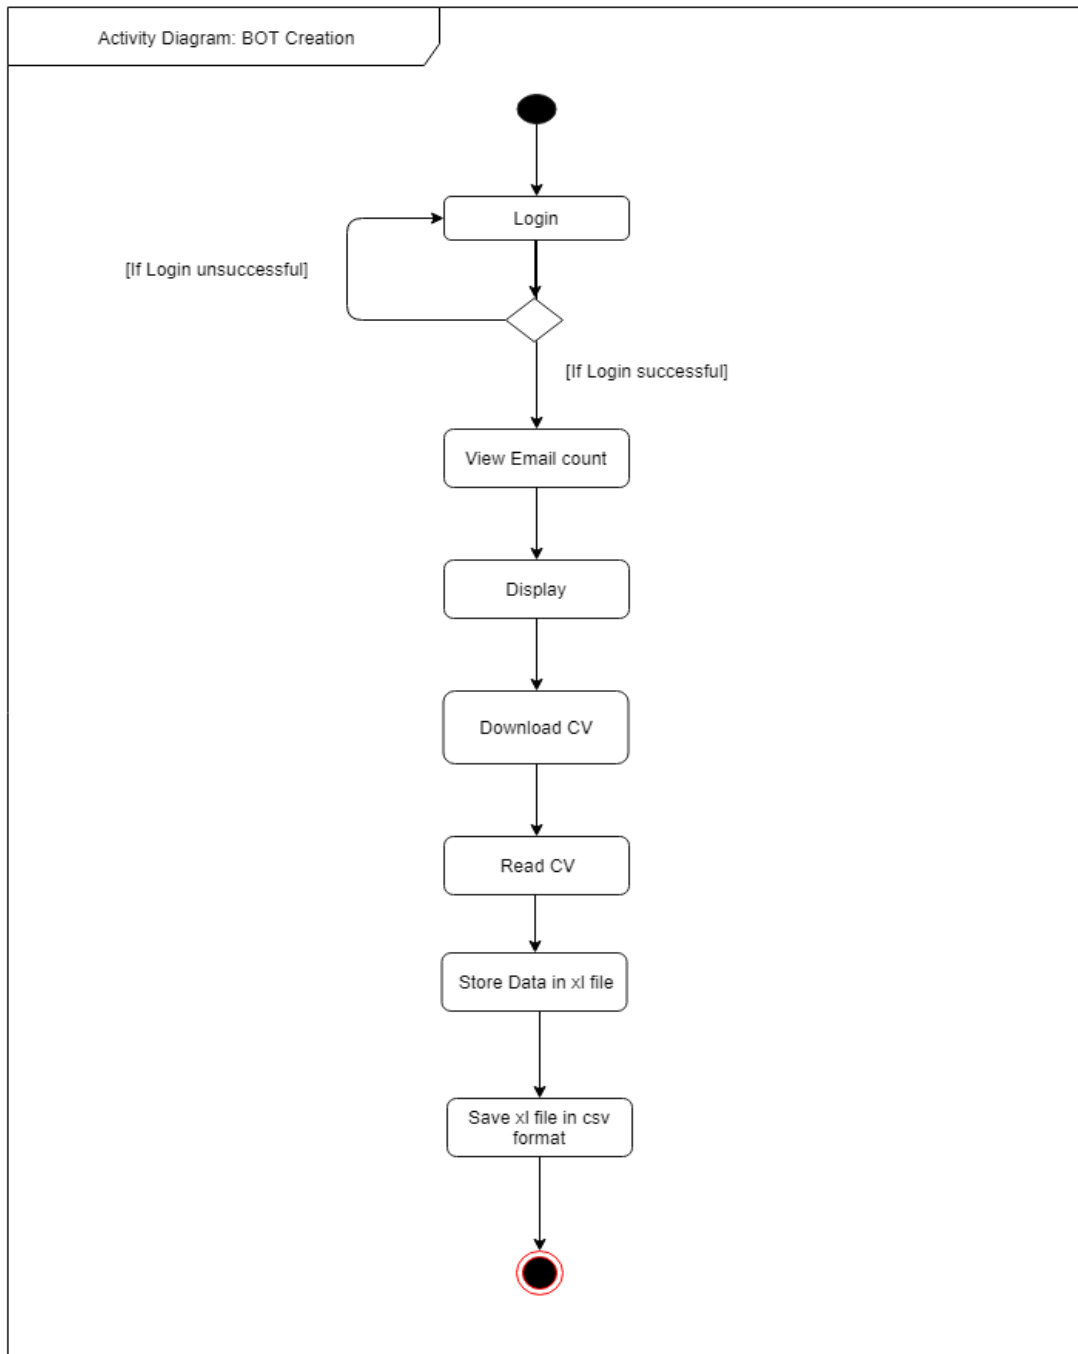 Activity Diagram: BOT Creation
Login
[If Login unsuccessful]
[If Login successful]
View Email count
Display
Download CV
Read CV
Store Data in xl file
Save xl file in csv
format